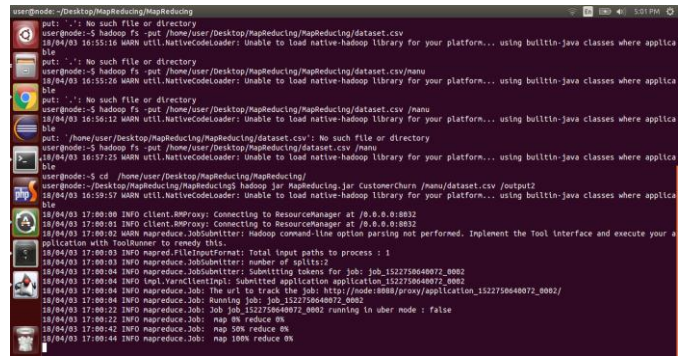 user@node: ~/Desktop/MapReducing/MapReducing
En
5:01 PM
put: `.': No such file or directory
user@node:~$ hadoop fs -put /home/user/Desktop/MapReducing/MapReducing/dataset.csv
18/04/03 16:55:16 WARN util.NativeCodeLoader: Unable to load native-hadoop library for your platform... using builtin-java classes where applica
ble
put: `.': No such file or directory
user@node:~$ hadoop fs -put /home/user/Desktop/MapReducing/MapReducing/dataset.csv/manu
18/04/03 16:55:26 WARN util.NativeCodeLoader: Unable to load native-hadoop library for your platform... using builtin-java classes where applica
ble
put: `.': No such file or directory
user@node:~$ hadoop fs -put /home/user/Desktop/MapReducing/MapReducing/dataset.csv /manu
18/04/03 16:56:12 WARN util.NativeCodeLoader: Unable to load native-hadoop library for your platform... using builtin-java classes where applica
ble
put: `/home/user/Desktop/MapReducing/MapReducing/dataset.csv': No such file or directory
user@node:~$ hadoop fs -put /home/user/Desktop/MapReducing/MapReducing/dataset.csv /manu
18/04/03 16:57:25 WARN util.NativeCodeLoader: Unable to load native-hadoop library for your platform... using builtin-java classes where applica
ble
user@node:~$ cd  /home/user/Desktop/MapReducing/MapReducing/
user@node:~/Desktop/MapReducing/MapReducing$ hadoop jar MapReducing.jar CustomerChurn /manu/dataset.csv /output2
18/04/03 16:59:57 WARN util.NativeCodeLoader: Unable to load native-hadoop library for your platform... using builtin-java classes where applica
ble
18/04/03 17:00:00 INFO client.RMProxy: Connecting to ResourceManager at /0.0.0.0:8032
18/04/03 17:00:01 INFO client.RMProxy: Connecting to ResourceManager at /0.0.0.0:8032
18/04/03 17:00:02 WARN mapreduce.JobSubmitter: Hadoop command-line option parsing not performed. Implement the Tool interface and execute your a
pplication with ToolRunner to remedy this.
18/04/03 17:00:03 INFO mapred.FileInputFormat: Total input paths to process : 1
18/04/03 17:00:03 INFO mapreduce.JobSubmitter: number of splits:2
18/04/03 17:00:04 INFO mapreduce.JobSubmitter: Submitting tokens for job: job_1522750640072_0002
18/04/03 17:00:04 INFO impl.YarnClientImpl: Submitted application application_1522750640072_0002
18/04/03 17:00:04 INFO mapreduce.Job: The url to track the job: http://node:8088/proxy/application_1522750640072_0002/
18/04/03 17:00:04 INFO mapreduce.Job: Running job: job_1522750640072_0002
18/04/03 17:00:22 INFO mapreduce.Job: Job job_1522750640072_0002 running in uber mode : false
18/04/03 17:00:22 INFO mapreduce.Job:  map 0% reduce 0%
18/04/03 17:00:42 INFO mapreduce.Job:  map 50% reduce 0%
18/04/03 17:00:44 INFO mapreduce.Job:  map 100% reduce 0%
php